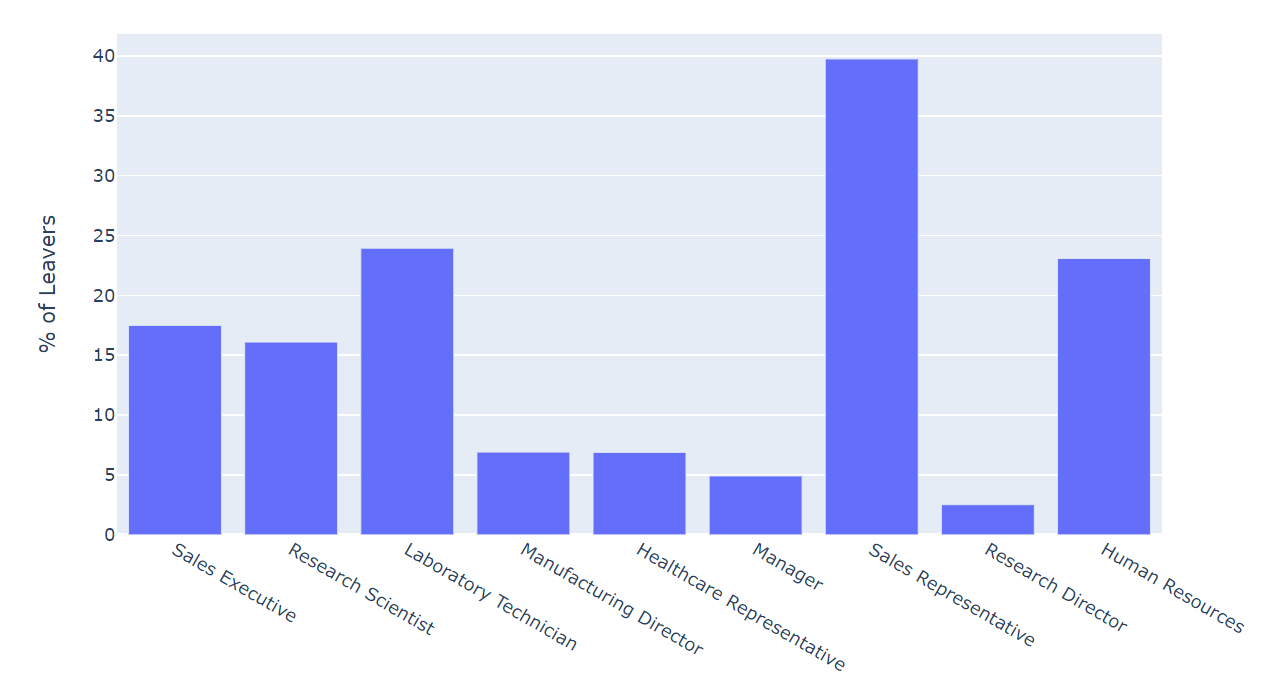 % of Leavers
40
35
30
25
20
15
10
5
0
Sales Executive
Research Scientist
Laboratory Technician
Manufacturing Director
Healthcare Representative
Manager
Sales Representative
Research Director
Human Resources